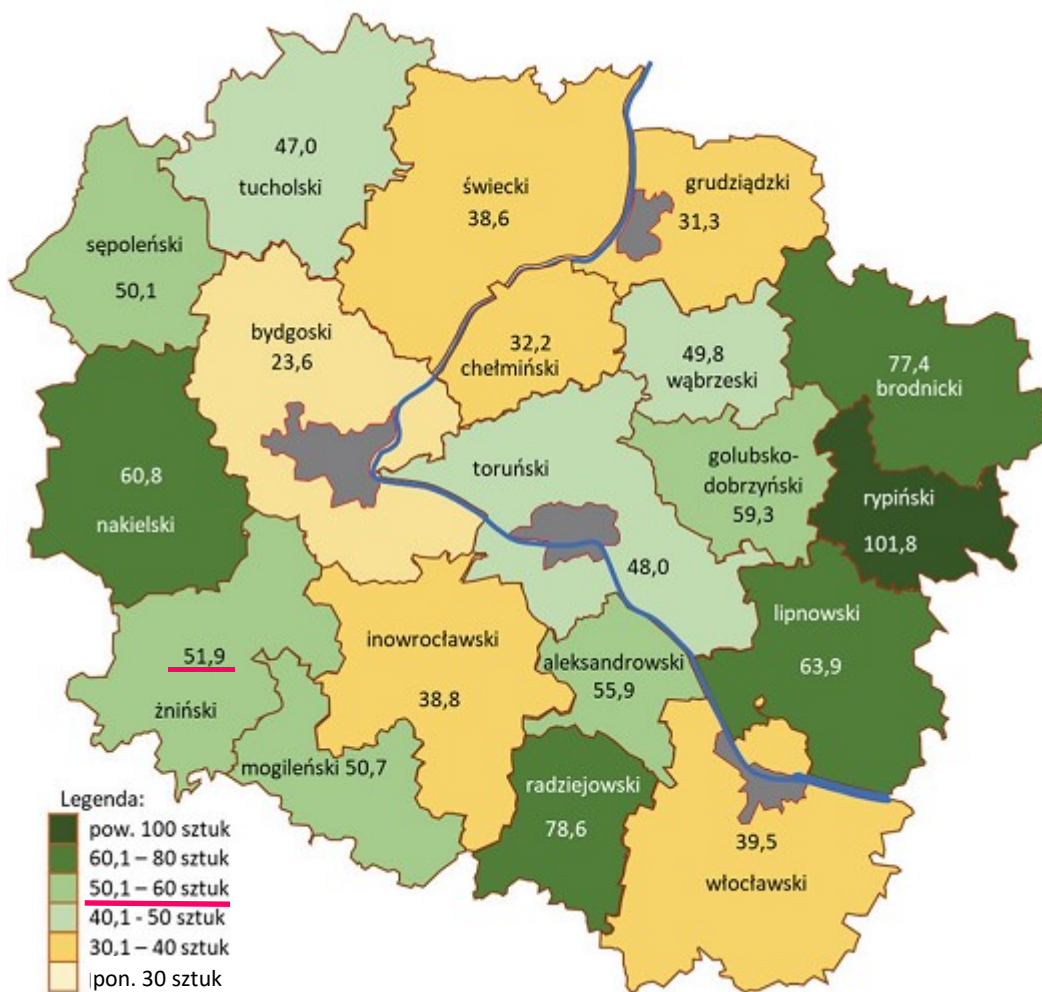 47,0
tucholski
świecki
38,6
grudziądzki
31,3
sępoleński
50,1
bydgoski
23,6
32,2
chełmiński
49,8
wąbrzeski
77,4
brodnicki
60,8
nakielski
toruński
48,0
golubsko-
dobrzyński
59,3
rypiński
101,8
lipnowski
63,9
51,9
żniński
inowrocławski
38,8
aleksandrowski
55,9
mogileński 50,7
radziejowski
78,6
39,5
włocławski
Legenda:
pow. 100 sztuk
60,1 – 80 sztuk
50,1 – 60 sztuk
40,1 - 50 sztuk
30,1 – 40 sztuk
pon. 30 sztuk